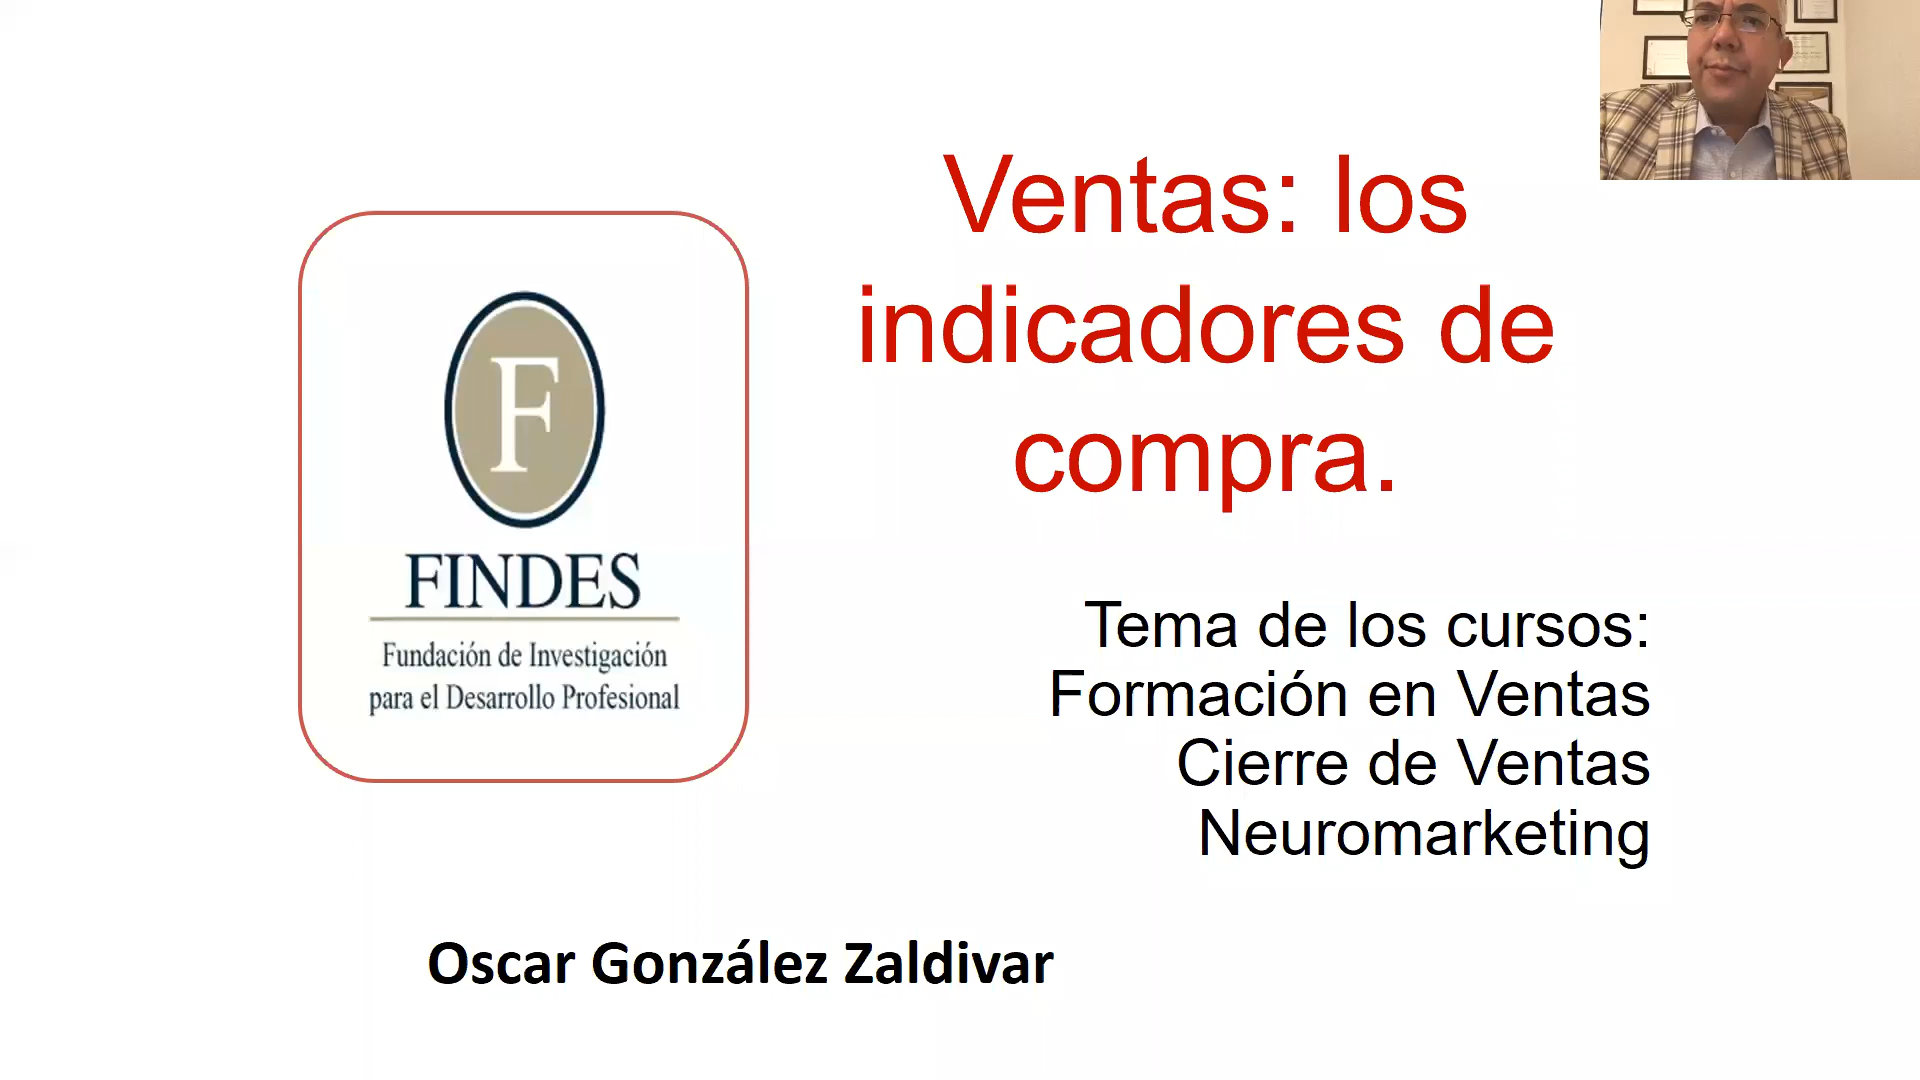 Ventas: los
indicadores de
compra.
F
FINDES
Fundación de Investigación
para el Desarrollo Profesional
Tema de los cursos:
Formación en Ventas
Cierre de Ventas
Neuromarketing
Oscar González Zaldivar